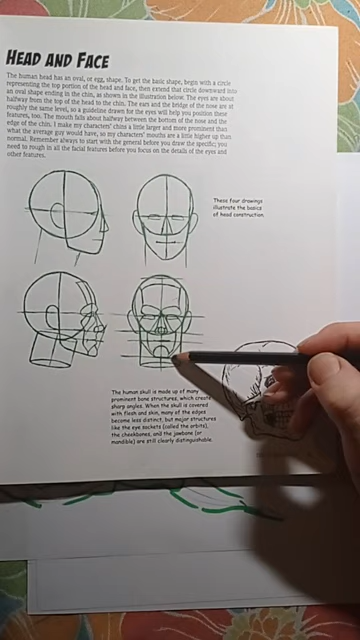 HEAD AND FACE
The human head has an oval, or egg, shape. To get the basic shape, begin with a circle
representing the top portion of the head and face, then extend that circle downward into
an oval shape ending in the chin, as shown in the illustration below. The eyes are about
halfway from the top of the head to the chin. The ears and the bridge of the nose are at
roughly the same level, so a guideline drawn for the eyes will help you position these
features, too. The mouth falls about halfway between the bottom of the nose and the
edge of the chin. I make my characters' chins a little larger and more prominent than
what the average guy would have, so my characters' mouths are a little higher up than
normal. Remember always to start with the general before you draw the specific; you
need to rough in all the facial features before you focus on the details of the eyes and
other features.
These four drawings
illustrate the basics
of head construction.
The human skull is made up of many
prominent bone structures, which create
sharp angles. When the skull is covered
with flesh and skin, many of the edges
become less distinct, but major structures
like the eye sockets (called the orbits),
the cheekbones, and the jawbone (or
mandible) are still clearly distinguishable.